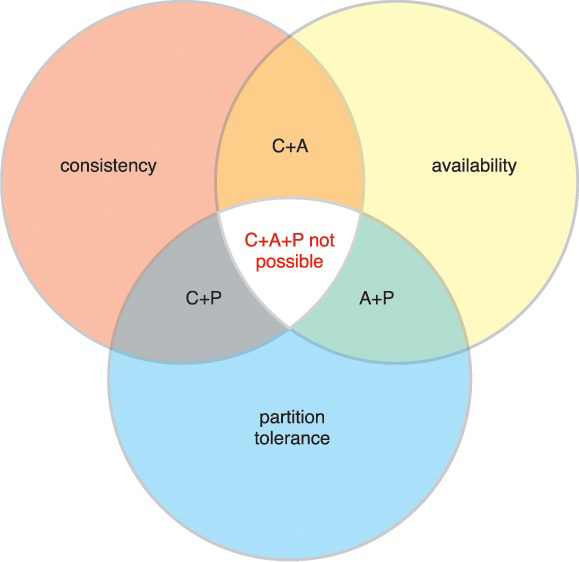 C+A
consistency
availability
C+A+P not
possible
C+P
A+P
partition
tolerance